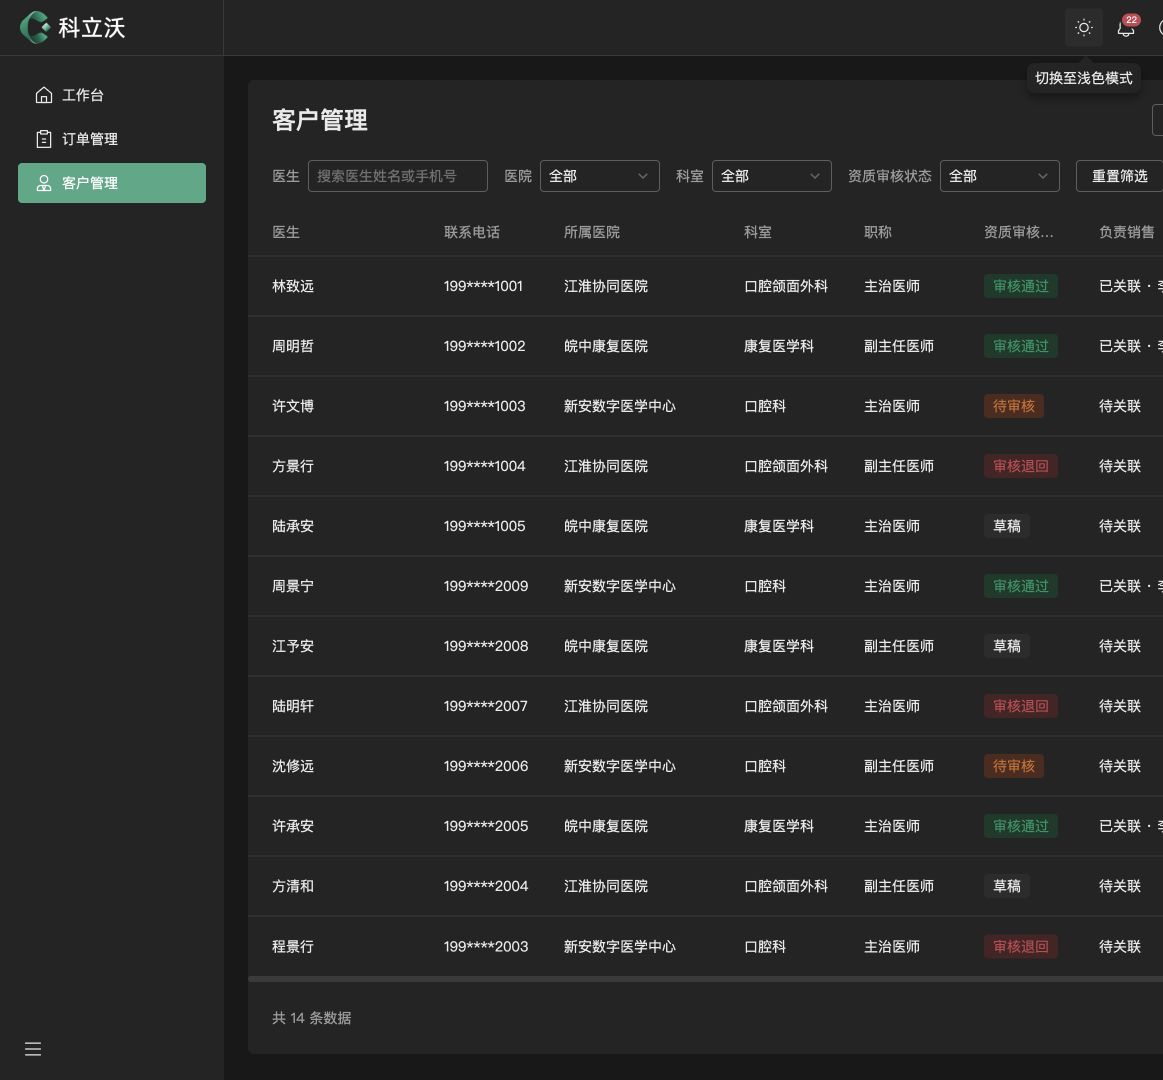 科立沃
22
切换至浅色模式
工作台
订单管理
客户管理
客户管理
医生 搜索医生姓名或手机号 医院 全部 科室 全部 资质审核状态 全部 重置筛选
医生 联系电话 所属医院 科室 职称 资质审核... 负责销售
林致远 199****1001 江淮协同医院 口腔颌面外科 主治医师 审核通过 已关联 ·
周明哲 199****1002 皖中康复医院 康复医学科 副主任医师 审核通过 已关联 ·
许文博 199****1003 新安数字医学中心 口腔科 主治医师 待审核 待关联
方景行 199****1004 江淮协同医院 口腔颌面外科 副主任医师 审核退回 待关联
陆承安 199****1005 皖中康复医院 康复医学科 主治医师 草稿 待关联
周景宁 199****2009 新安数字医学中心 口腔科 主治医师 审核通过 已关联 ·
江予安 199****2008 皖中康复医院 康复医学科 副主任医师 草稿 待关联
陆明轩 199****2007 江淮协同医院 口腔颌面外科 主治医师 审核退回 待关联
沈修远 199****2006 新安数字医学中心 口腔科 副主任医师 待审核 待关联
许承安 199****2005 皖中康复医院 康复医学科 主治医师 审核通过 已关联 ·
方清和 199****2004 江淮协同医院 口腔颌面外科 副主任医师 草稿 待关联
程景行 199****2003 新安数字医学中心 口腔科 主治医师 审核退回 待关联
共 14 条数据